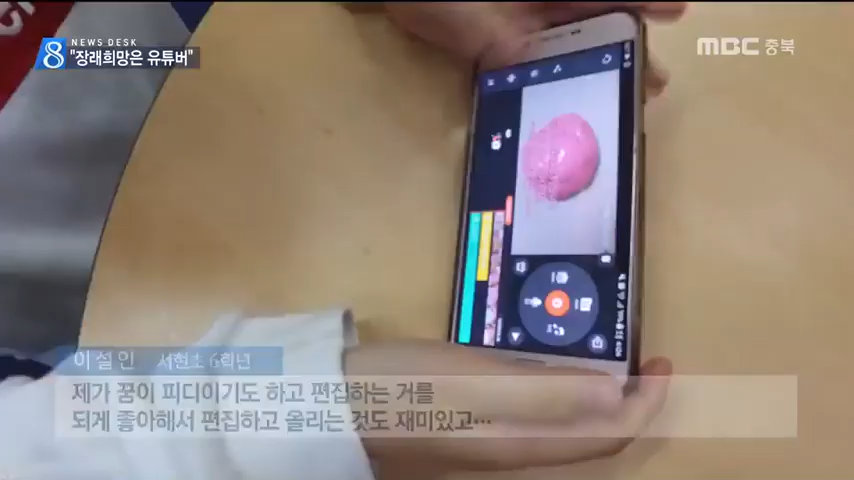 NEWS DESK
8 "장래희망은 유튜버"
MBC 충북
이설인 서현초 6학년
제가 꿈이 피디이기도 하고 편집하는 거를
되게 좋아해서 편집하고 올리는 것도 재미있고…